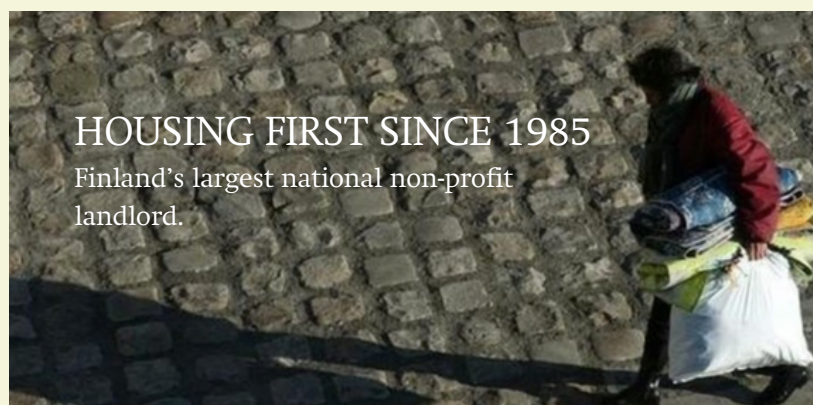 HOUSING FIRST SINCE 1985
Finland’s largest national non-profit
landlord.